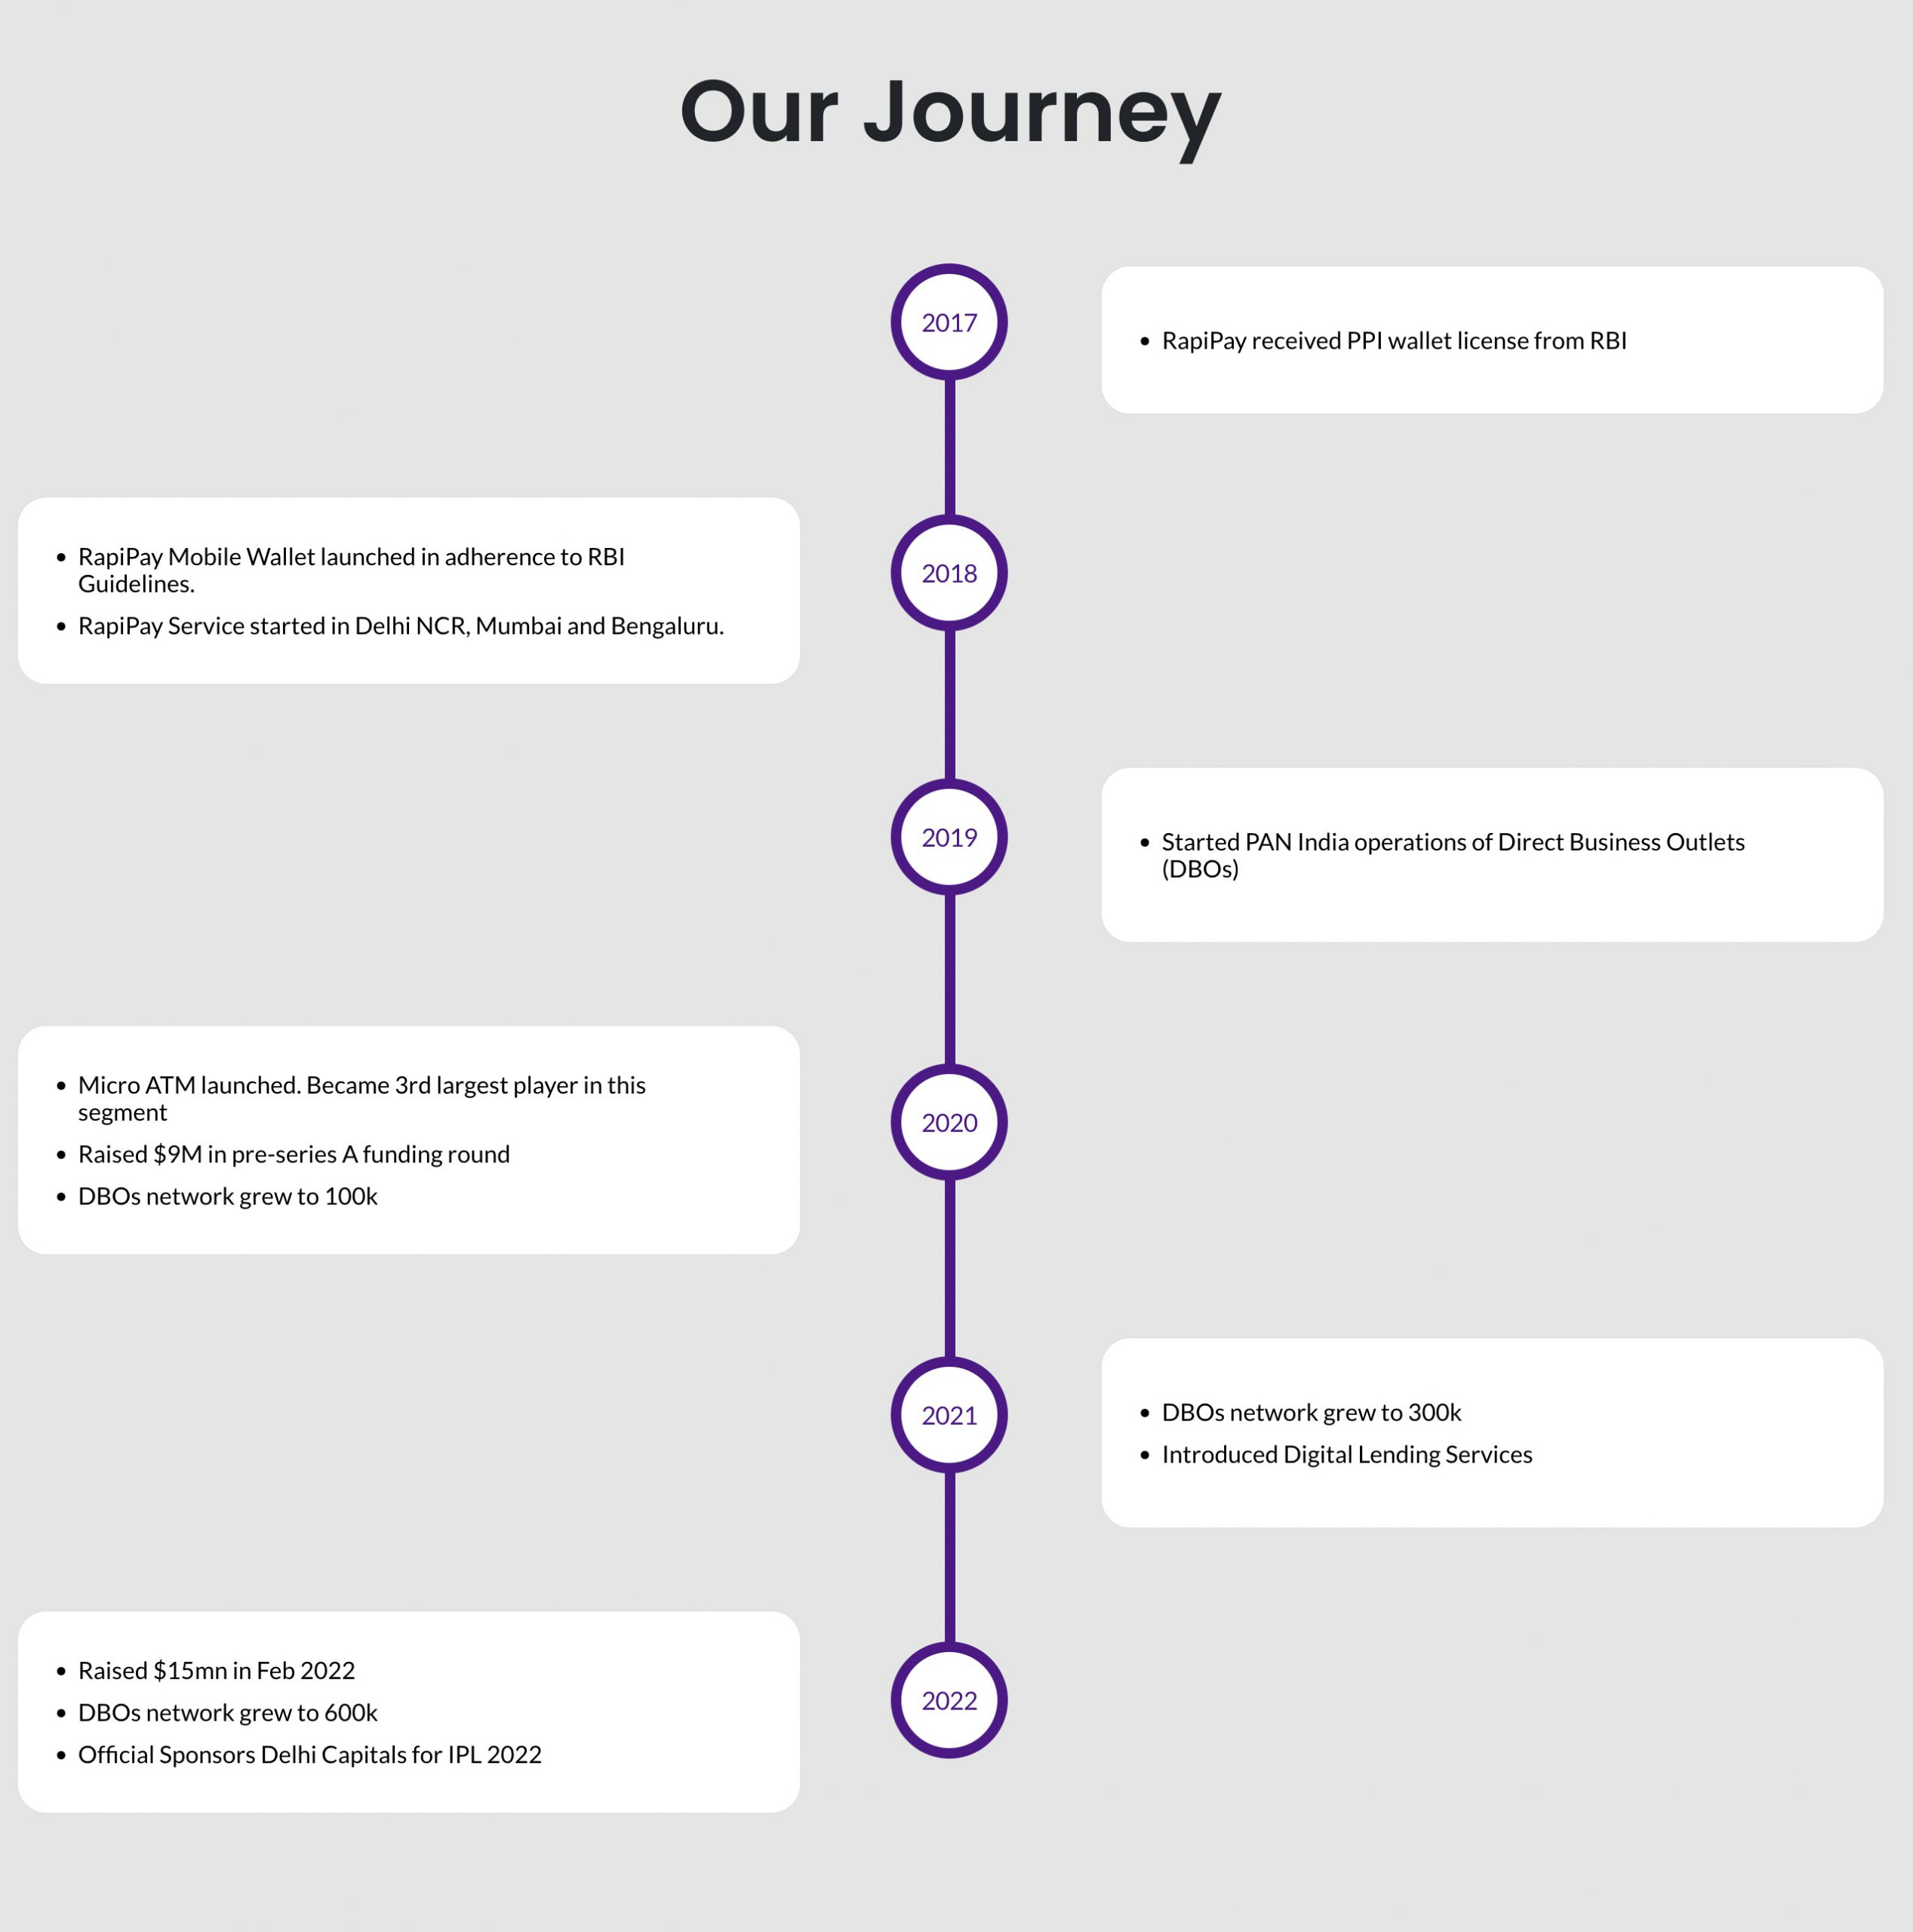 Our Journey
2017
• RapiPay received PPI wallet license from RBI
2018
• RapiPay Mobile Wallet launched in adherence to RBI
Guidelines.
• RapiPay Service started in Delhi NCR, Mumbai and Bengaluru.
2019
• Started PAN India operations of Direct Business Outlets
(DBOs)
2020
• Micro ATM launched. Became 3rd largest player in this
segment
• Raised $9M in pre-series A funding round
• DBOs network grew to 100k
2021
• DBOs network grew to 300k
• Introduced Digital Lending Services
2022
• Raised $15mn in Feb 2022
• DBOs network grew to 600k
• Official Sponsors Delhi Capitals for IPL 2022